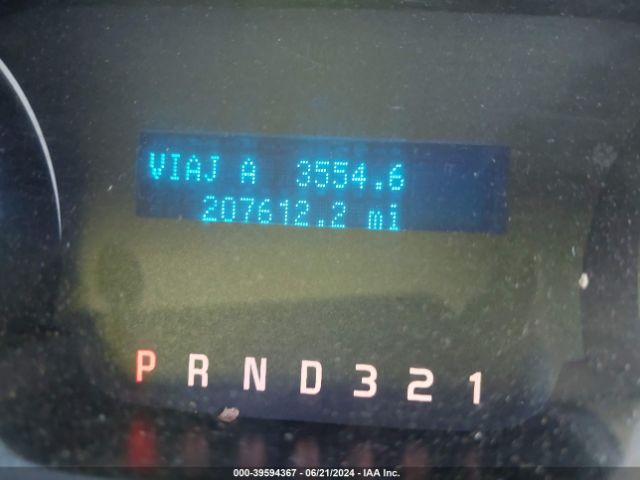 VIAJ A 3554.6
207612.2 mi
P R N D 3 2 1
000-39594367 - 06/21/2024 - IAA Inc.